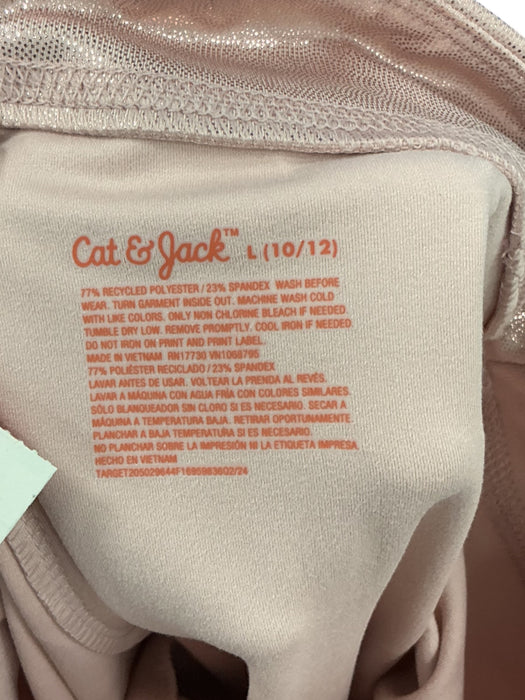 Cat & Jack™ L (10/12)
77% RECYCLED POLYESTER / 23% SPANDEX WASH BEFORE
WEAR. TURN GARMENT INSIDE OUT. MACHINE WASH COLD
WITH LIKE COLORS. ONLY NON CHLORINE BLEACH IF NEEDED.
TUMBLE DRY LOW. REMOVE PROMPTLY. COOL IRON IF NEEDED.
DO NOT IRON ON PRINT AND PRINT LABEL.
MADE IN VIETNAM RN17730 VN1068795
77% POLIÉSTER RECICLADO / 23% SPANDEX
LAVAR ANTES DE USAR. VOLTEAR LA PRENDA AL REVÉS.
LAVAR A MÁQUINA CON AGUA FRÍA CON COLORES SIMILARES.
SÓLO BLANQUEADOR SIN CLORO SI ES NECESARIO. SECAR A
MÁQUINA A TEMPERATURA BAJA. RETIRAR OPORTUNAMENTE.
PLANCHAR A BAJA TEMPERATURA SI ES NECESARIO.
NO PLANCHAR SOBRE LA IMPRESIÓN NI LA ETIQUETA IMPRESA.
HECHO EN VIETNAM
TARGET205029644F1695983602/24